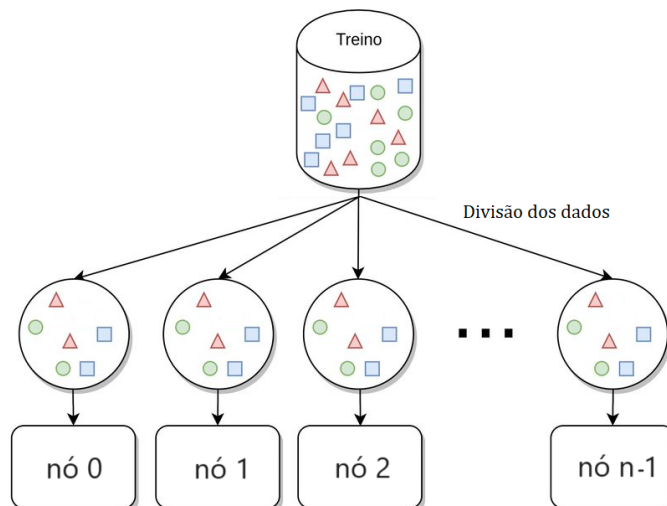 Treino
Divisão dos dados
nó 0
nó 1
nó 2
nó n-1